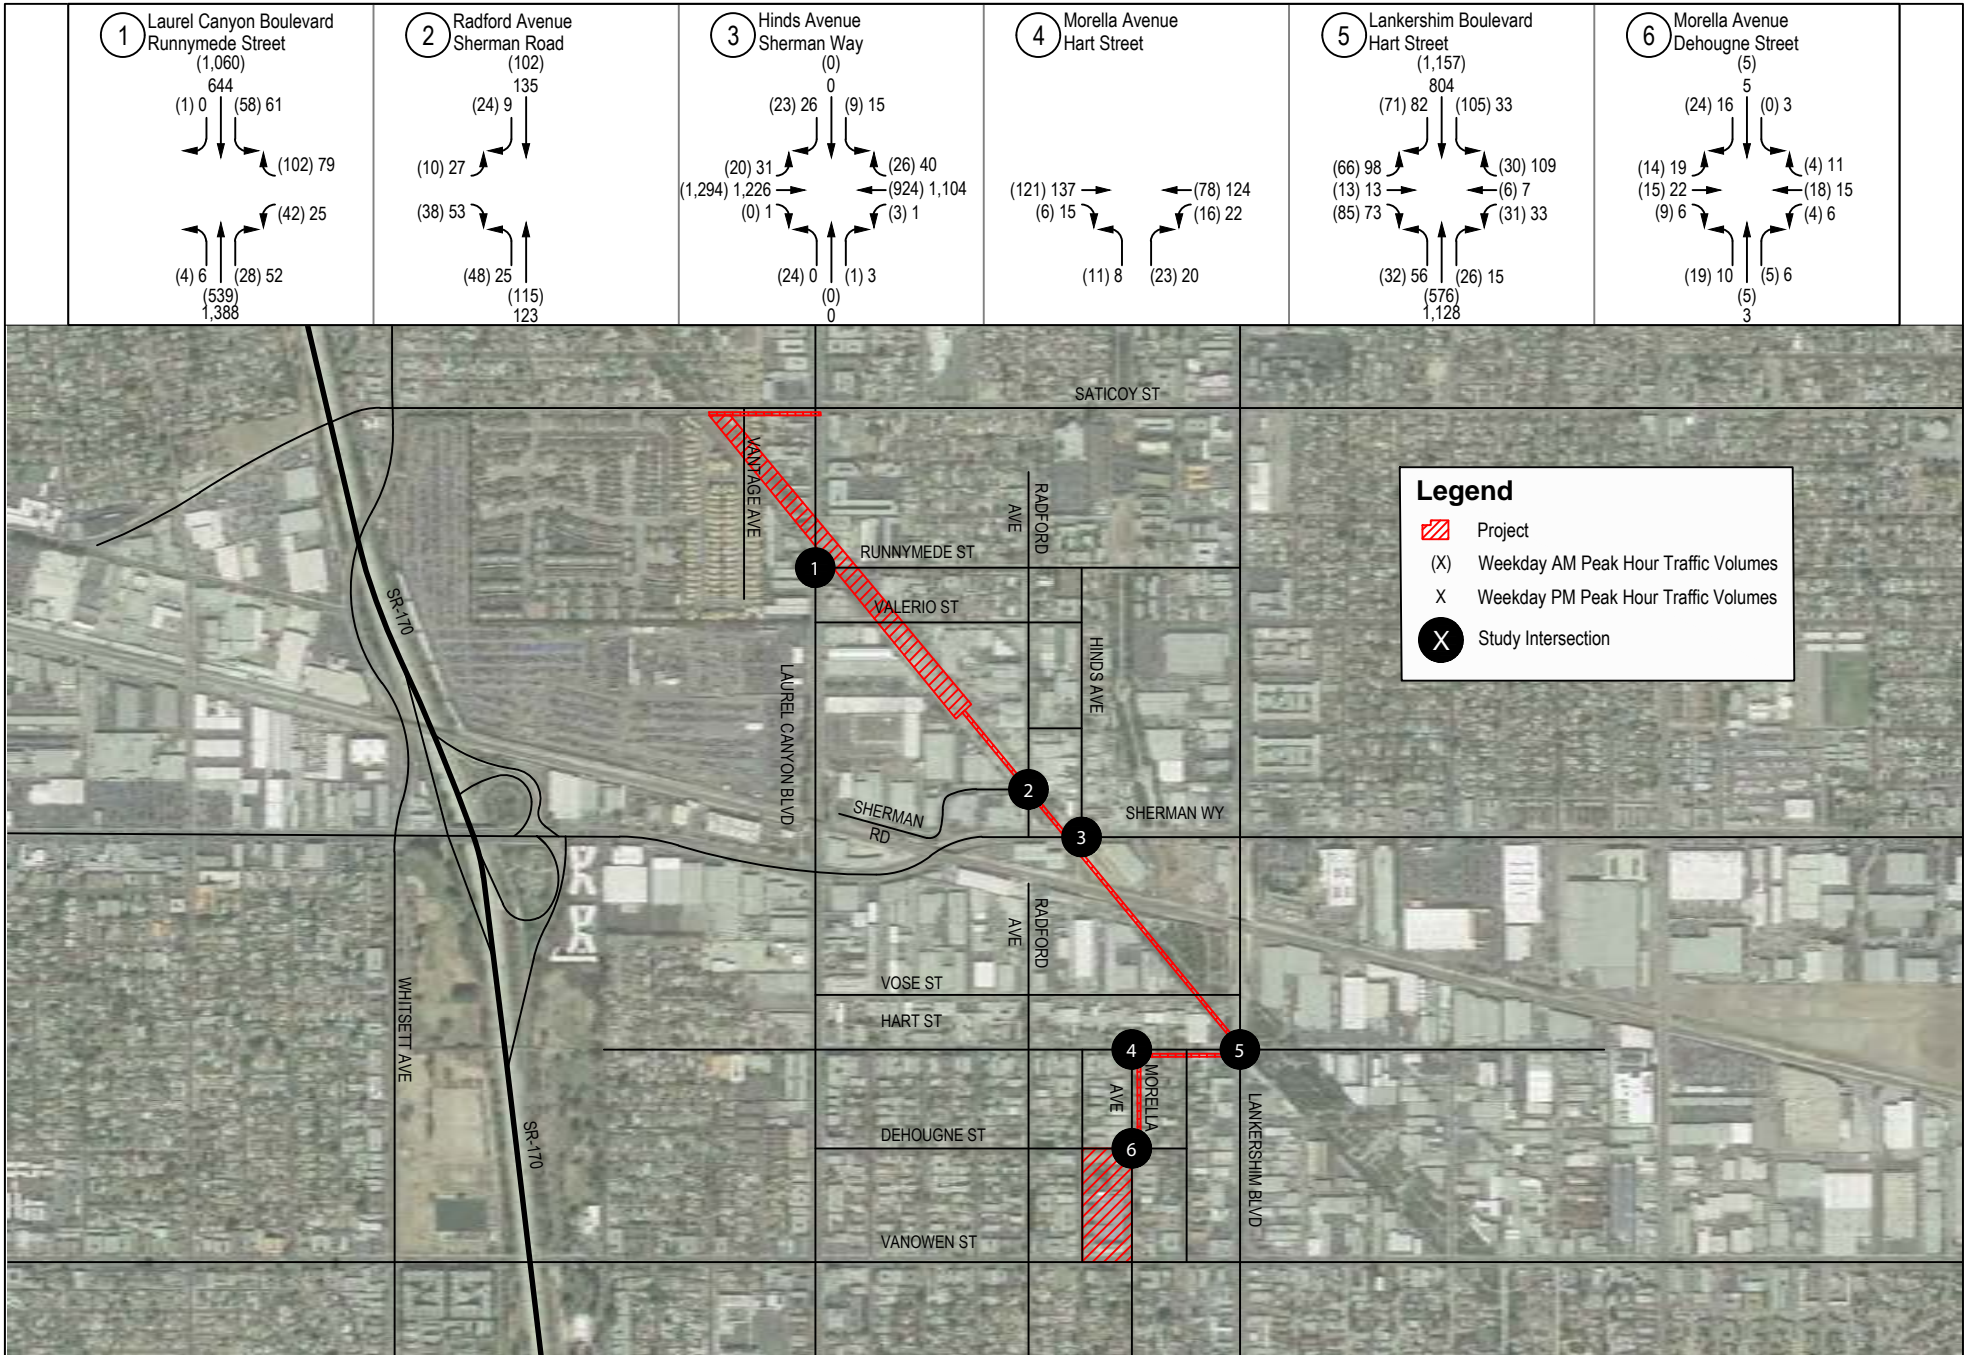 1 Laurel Canyon Boulevard
Runnymede Street
(1,060)
644
(1) 0 (58) 61
(102) 79
(42) 25
(4) 6 (28) 52
(539)
1,388
2 Radford Avenue
Sherman Road
(102)
135
(24) 9
(10) 27
(38) 53
(48) 25
(115)
123
3 Hinds Avenue
Sherman Way
(0)
0
(23) 26 (9) 15
(20) 31 (26) 40
(1,294) 1,226 (924) 1,104
(0) 1 (3) 1
(24) 0 (1) 3
(0)
0
4 Morella Avenue
Hart Street
(121) 137 (78) 124
(6) 15 (16) 22
(11) 8 (23) 20
5 Lankershim Boulevard
Hart Street
(1,157)
804
(71) 82 (105) 33
(66) 98 (30) 109
(13) 13 (6) 7
(85) 73 (31) 33
(32) 56 (26) 15
(576)
1,128
6 Morella Avenue
Dehougne Street
(5)
5
(24) 16 (0) 3
(14) 19 (4) 11
(15) 22 (18) 15
(9) 6 (4) 6
(19) 10 (5) 6
(5)
3
SATICOY ST
VANTAGE AVE
RADFORD
AVE
RUNNYMEDE ST
1
VALERIO ST
SR-170
HINDS AVE
LAUREL CANYON BLVD
2
SHERMAN
RD
SHERMAN WY
3
RADFORD
AVE
WHITSETT AVE
VOSE ST
HART ST
4
5
MORELLA
AVE
SR-170
DEHOUGNE ST
6
LANKERSHIM BLVD
VANOWEN ST
Legend
Project
(X) Weekday AM Peak Hour Traffic Volumes
X Weekday PM Peak Hour Traffic Volumes
X Study Intersection